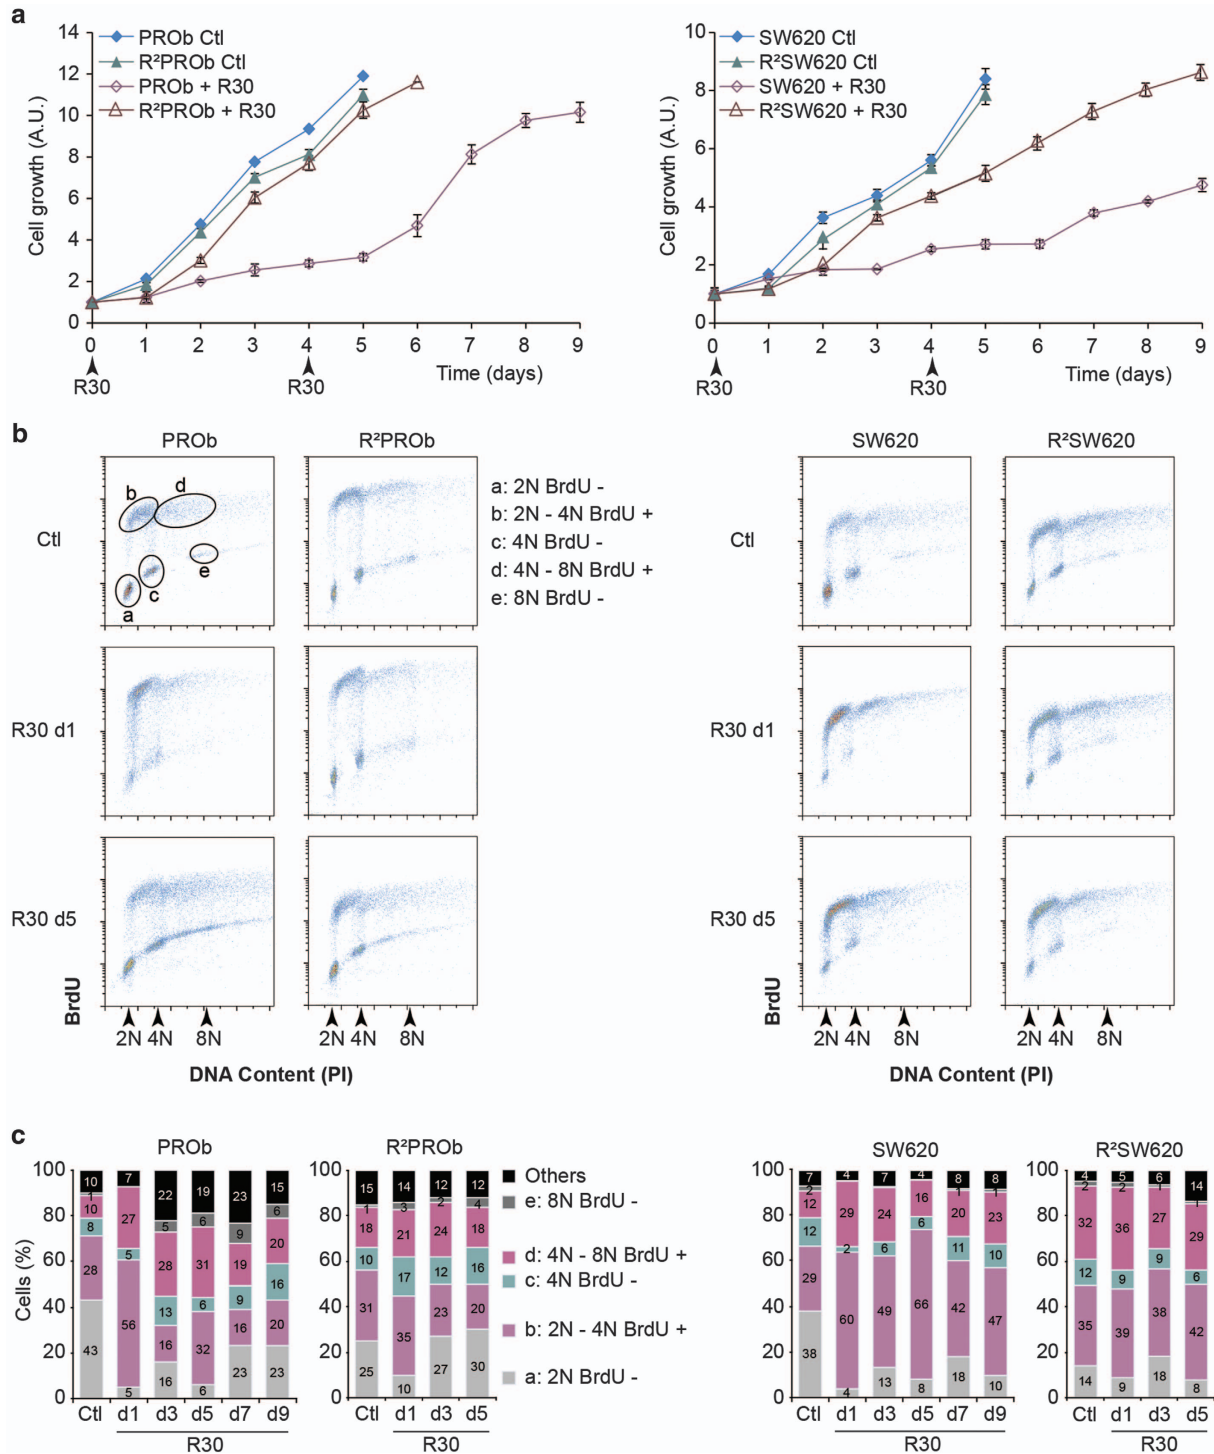 a
14
12
10
8
6
4
2
0
Cell growth (A.U.)
PROb Ctl
R²PROb Ctl
PROb + R30
R²PROb + R30
0 1 2 3 4 5 6 7 8 9
R30 R30 Time (days)
10
8
6
4
2
0
Cell growth (A.U.)
SW620 Ctl
R²SW620 Ctl
SW620 + R30
R²SW620 + R30
0 1 2 3 4 5 6 7 8 9
R30 R30 Time (days)
b
PROb R²PROb SW620 R²SW620
Ctl
b d
e
c
a
a: 2N BrdU -
b: 2N - 4N BrdU +
c: 4N BrdU -
d: 4N - 8N BrdU +
e: 8N BrdU -
Ctl
R30 d1
R30 d1
R30 d5
R30 d5
BrdU
BrdU
2N 4N 8N 2N 4N 8N
2N 4N 8N 2N 4N 8N
DNA Content (PI)
DNA Content (PI)
c
PROb
Cells (%)
100
80
60
40
20
0
10 1 10 8 28 43
7 27 5 56 5
22 5 28 13 16 16
19 6 31 6 32 6
23 9 19 9 16 23
15 6 20 16 20 23
Ctl d1 d3 d5 d7 d9
R30
R²PROb
100
80
60
40
20
0
15 1 18 10 31 25
14 3 21 17 35 10
12 2 24 12 23 27
12 4 18 16 20 30
Ctl d1 d3 d5
R30
Others
e: 8N BrdU -
d: 4N - 8N BrdU +
c: 4N BrdU -
b: 2N - 4N BrdU +
a: 2N BrdU -
SW620
100
80
60
40
20
0
7 2 12 12 29 38
4 29 2 60 4
7 24 6 49 13
4 16 6 66 8
8 1 20 11 42 18
8 1 23 10 47 10
Ctl d1 d3 d5 d7 d9
R30
R²SW620
100
80
60
40
20
0
4 2 32 12 35 14
5 2 36 9 39 9
6 1 27 9 38 18
14 1 29 6 42 8
Ctl d1 d3 d5
R30